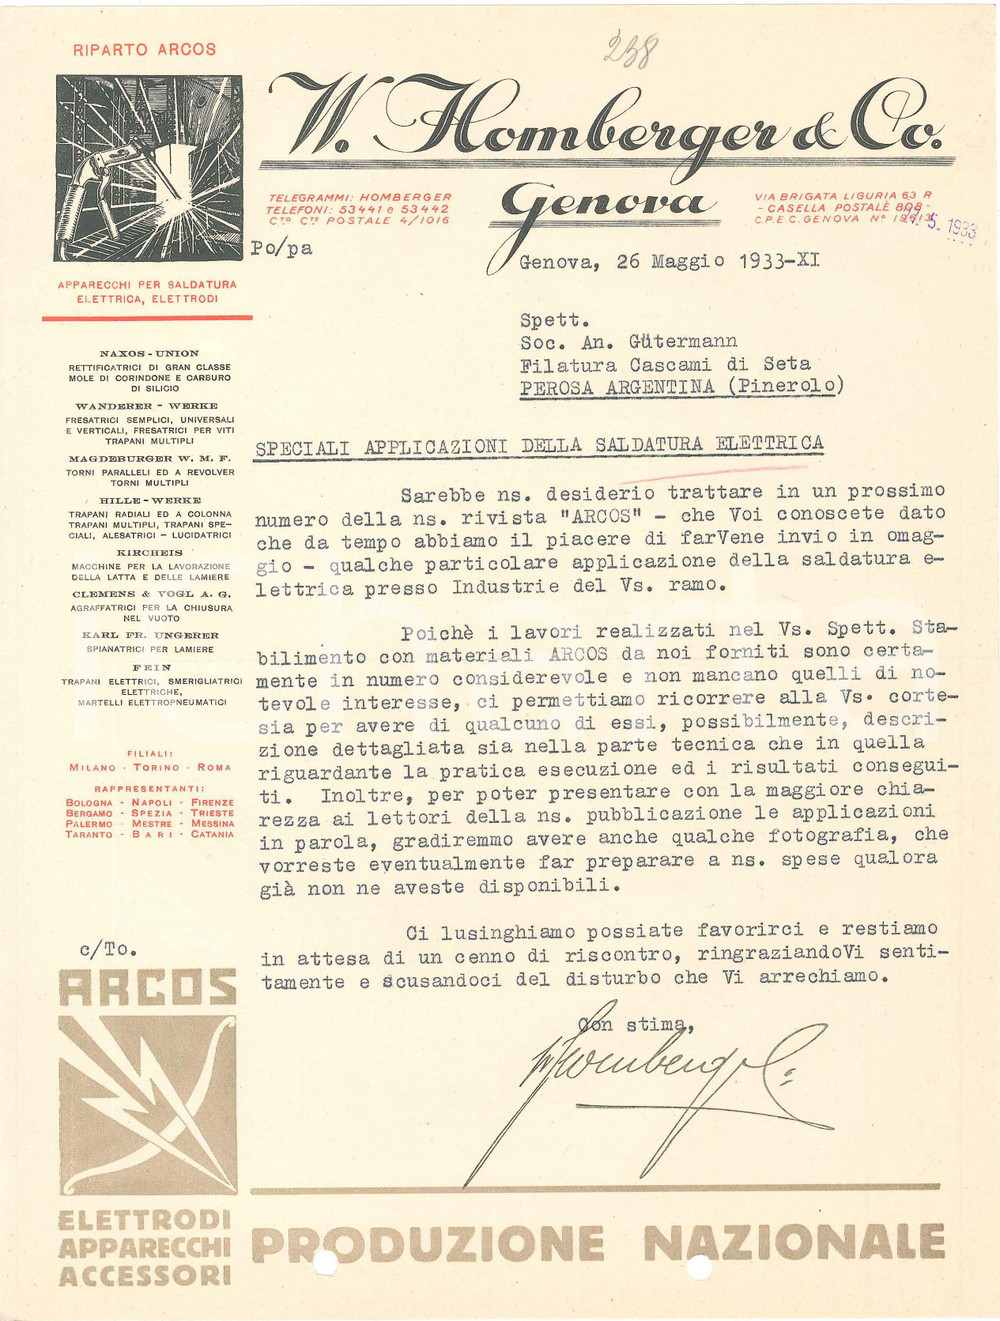 238
RIPARTO ARCOS
W. Homberger & Co.
Genova
TELEGRAMMI: HOMBERGER
TELEFONI: 53441 e 53442
CTO CTE POSTALE 4/1016
VIA BRIGATA LIGURIA 63 R
- CASELLA POSTALE 898 -
C.P.E.C. GENOVA Nº
5. 1933
APPARECCHI PER SALDATURA
ELETTRICA, ELETTRODI
Po/pa
Genova, 26 Maggio 1933-XI
Spett.
Soc. An. Gütermann
Filatura Cascami di Seta
PEROSA ARGENTINA (Pinerolo)
NAXOS-UNION
RETTIFICATRICI DI GRAN CLASSE
MOLE DI CORINDONE E CARBURO
DI SILICIO
WANDERER - WERKE
FRESATRICI SEMPLICI, UNIVERSALI
E VERTICALI, FRESATRICI PER VITI
TRAPANI MULTIPLI
MAGDEBURGER W. M. F.
TORNI PARALLELI ED A REVOLVER
TORNI MULTIPLI
HILLE-WERKE
TRAPANI RADIALI ED A COLONNA
TRAPANI MULTIPLI, TRAPANI SPE-
CIALI, ALESATRICI - LUCIDATRICI
KIRCHEIS
MACCHINE PER LA LAVORAZIONE
DELLA LATTA E DELLE LAMIERE
CLEMENS & VOGL A. G.
AGRAFFATRICI PER LA CHIUSURA
NEL VUOTO
KARL FR. UNGERER
SPIANATRICI PER LAMIERE
FEIN
TRAPANI ELETTRICI, SMERIGLIATRICI
ELETTRICHE,
MARTELLI ELETTROPNEUMATICI
FILIALI:
MILANO - TORINO - ROMA
RAPPRESENTANTI:
BOLOGNA - NAPOLI - FIRENZE
BERGAMO - SPEZIA - TRIESTE
PALERMO - MESTRE - MESSINA
TARANTO - BARI - CATANIA
SPECIALI APPLICAZIONI DELLA SALDATURA ELETTRICA
Sarebbe ns. desiderio trattare in un prossimo
numero della ns. rivista "ARCOS" - che Voi conoscete dato
che da tempo abbiamo il piacere di farVene invio in omag-
gio - qualche particolare applicazione della saldatura e-
lettrica presso Industrie del Vs. ramo.
Poichè i lavori realizzati nel Vs. Spett. Sta-
bilimento con materiali ARCOS da noi forniti sono certa-
mente in numero considerevole e non mancano quelli di no-
tevole interesse, ci permettiamo ricorrere alla Vs. corte-
sia per avere di qualcuno di essi, possibilmente, descri-
zione dettagliata sia nella parte tecnica che in quella
riguardante la pratica esecuzione ed i risultati consegui-
ti. Inoltre, per poter presentare con la maggiore chia-
rezza ai lettori della ns. pubblicazione le applicazioni
in parola, gradiremmo avere anche qualche fotografia, che
vorreste eventualmente far preparare a ns. spese qualora
già non ne aveste disponibili.
Ci lusinghiamo possiate favorirci e restiamo
in attesa di un cenno di riscontro, ringraziandoVi senti-
tamente e scusandoci del disturbo che Vi arrechiamo.
Con stima,
W Homberger & C.
c/To.
ARCOS
ELETTRODI
APPARECCHI
ACCESSORI
PRODUZIONE NAZIONALE